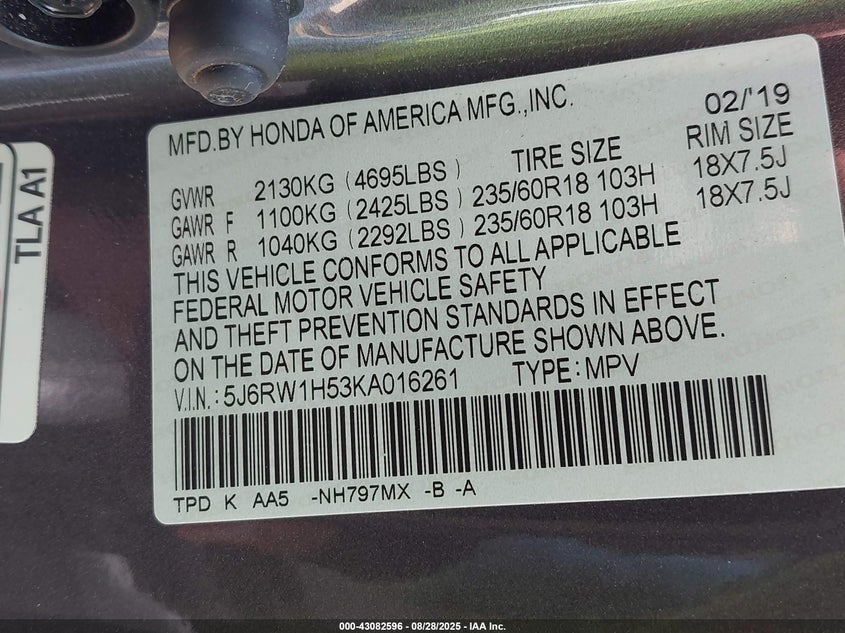 MFD.BY HONDA OF AMERICA MFG.,INC. 02/'19
TIRE SIZE RIM SIZE
GVWR 2130KG (4695LBS)
GAWR F 1100KG (2425LBS) 235/60R18 103H 18X7.5J
GAWR R 1040KG (2292LBS) 235/60R18 103H 18X7.5J
THIS VEHICLE CONFORMS TO ALL APPLICABLE
FEDERAL MOTOR VEHICLE SAFETY
AND THEFT PREVENTION STANDARDS IN EFFECT
ON THE DATE OF MANUFACTURE SHOWN ABOVE.
V.I.N.: 5J6RW1H53KA016261 TYPE: MPV
TPD K AA5 -NH797MX -B -A
TLA A1
000-43082596 - 08/28/2025 - IAA Inc.